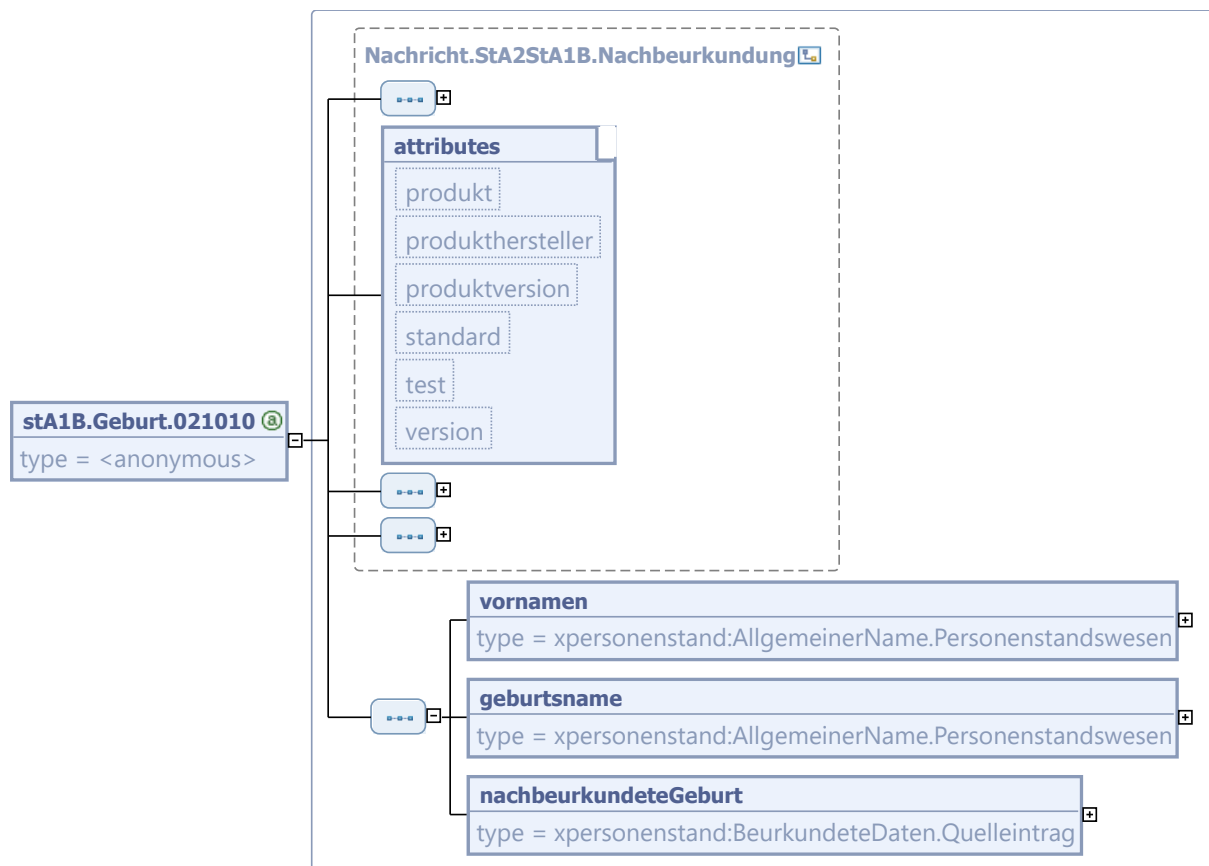 Nachricht.StA2StA1B.Nachbeurkundung
attributes
produkt
produkthersteller
produktversion
standard
test
version
stA1B.Geburt.021010 a
type = <anonymous>
vornamen
type = xpersonenstand:AllgemeinerName.Personenstandswesen
geburtsname
type = xpersonenstand:AllgemeinerName.Personenstandswesen
nachbeurkundeteGeburt
type = xpersonenstand:BeurkundeteDaten.Quelleintrag